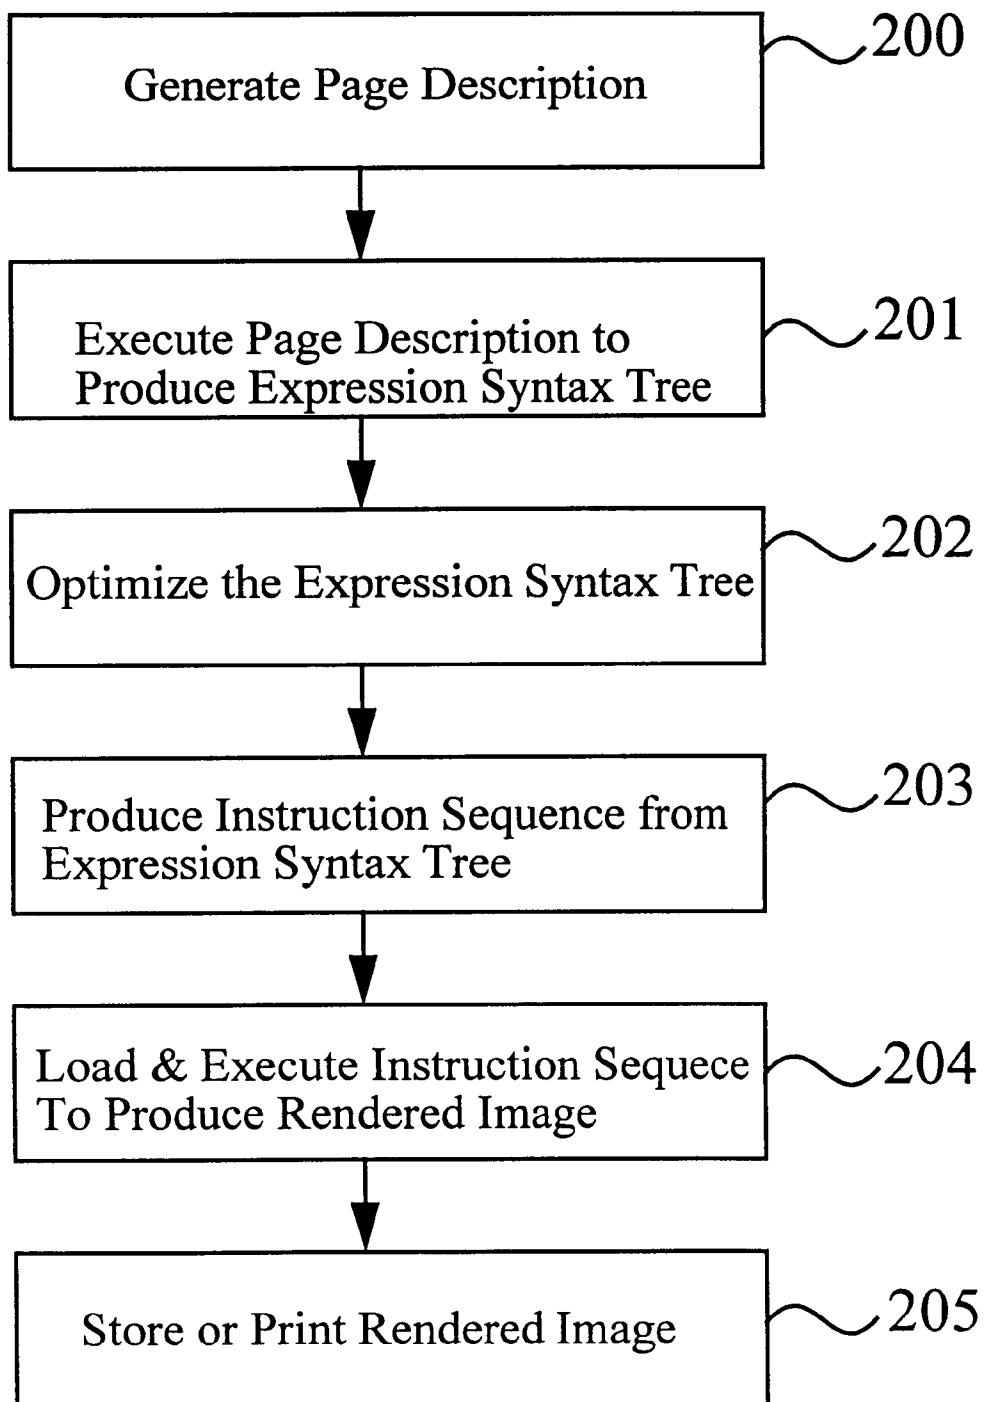 Generate Page Description
200
Execute Page Description to
Produce Expression Syntax Tree
201
Optimize the Expression Syntax Tree
202
Produce Instruction Sequence from
Expression Syntax Tree
203
Load & Execute Instruction Sequece
To Produce Rendered Image
204
Store or Print Rendered Image
205